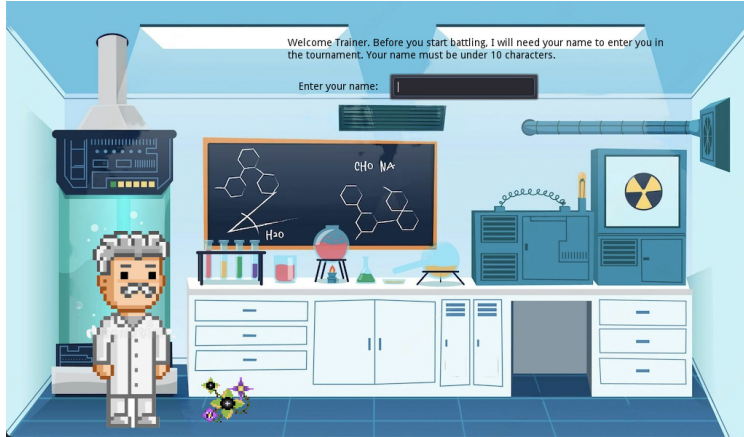 Welcome Trainer. Before you start battling, I will need your name to enter you in
the tournament. Your name must be under 10 characters.
Enter your name:
CHO NA
H2O